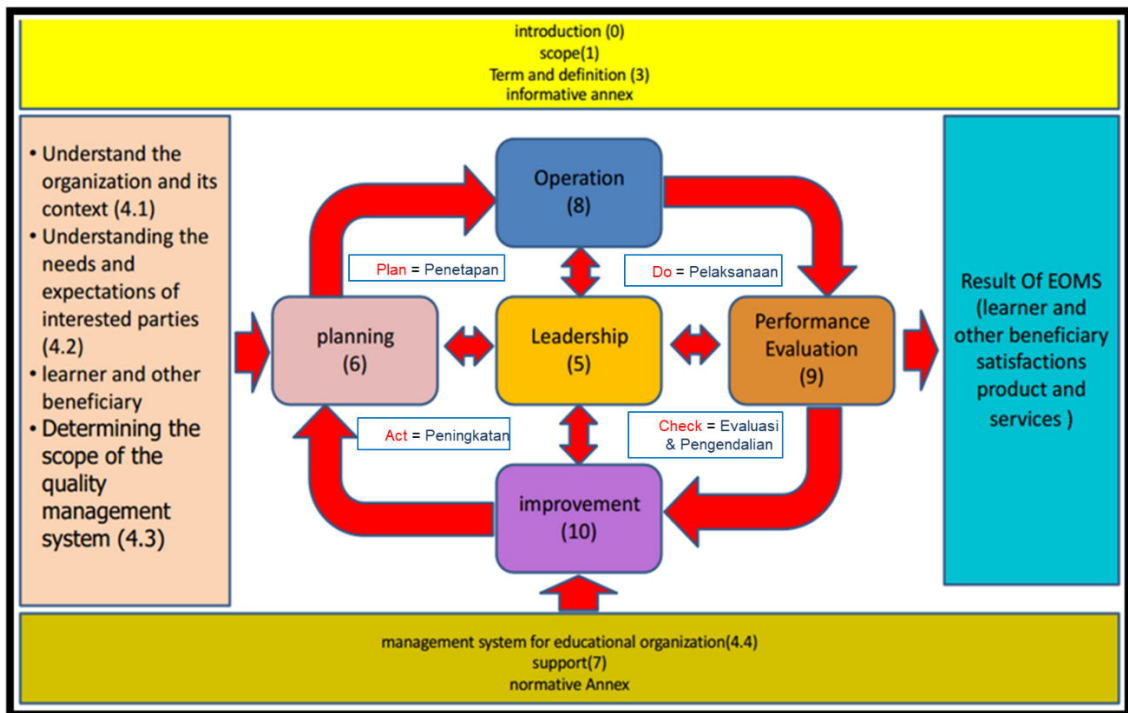 introduction (0)
scope(1)
Term and definition (3)
informative annex
• Understand the
organization and its
context (4.1)
• Understanding the
needs and
expectations of
interested parties
(4.2)
• learner and other
beneficiary
• Determining the
scope of the
quality
management
system (4.3)
Operation
(8)
Plan = Penetapan
Do = Pelaksanaan
planning
(6)
Leadership
(5)
Performance
Evaluation
(9)
Act = Peningkatan
Check = Evaluasi
& Pengendalian
improvement
(10)
Result Of EOMS
(learner and
other beneficiary
satisfactions
product and
services )
management system for educational organization(4.4)
support(7)
normative Annex